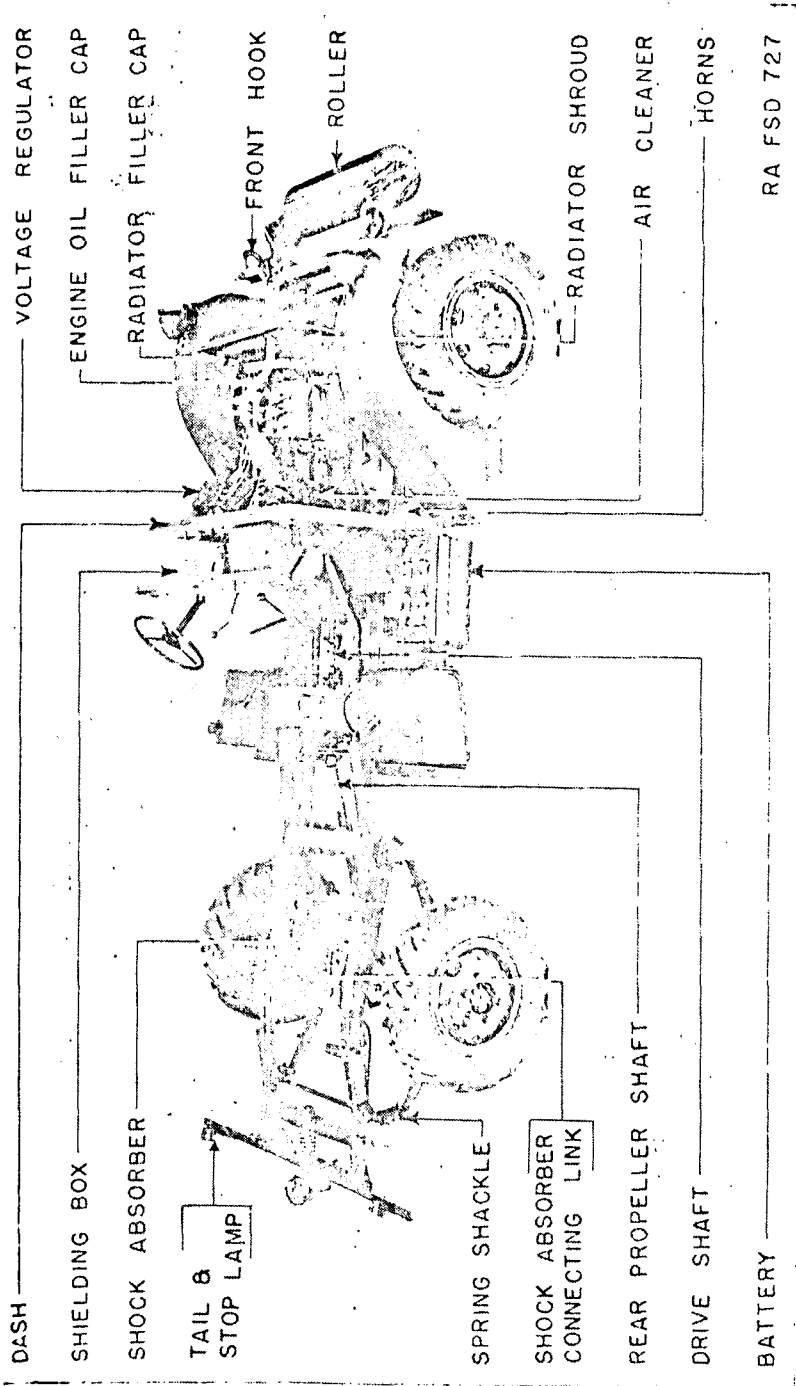 DASH
SHIELDING BOX
SHOCK ABSORBER
TAIL &
STOP LAMP
VOLTAGE REGULATOR
ENGINE OIL FILLER CAP
RADIATOR FILLER CAP
FRONT HOOK
ROLLER
SPRING SHACKLE
SHOCK ABSORBER
CONNECTING LINK
REAR PROPELLER SHAFT
DRIVE SHAFT
BATTERY
RADIATOR SHROUD
AIR CLEANER
HORNS
RA FSD 727